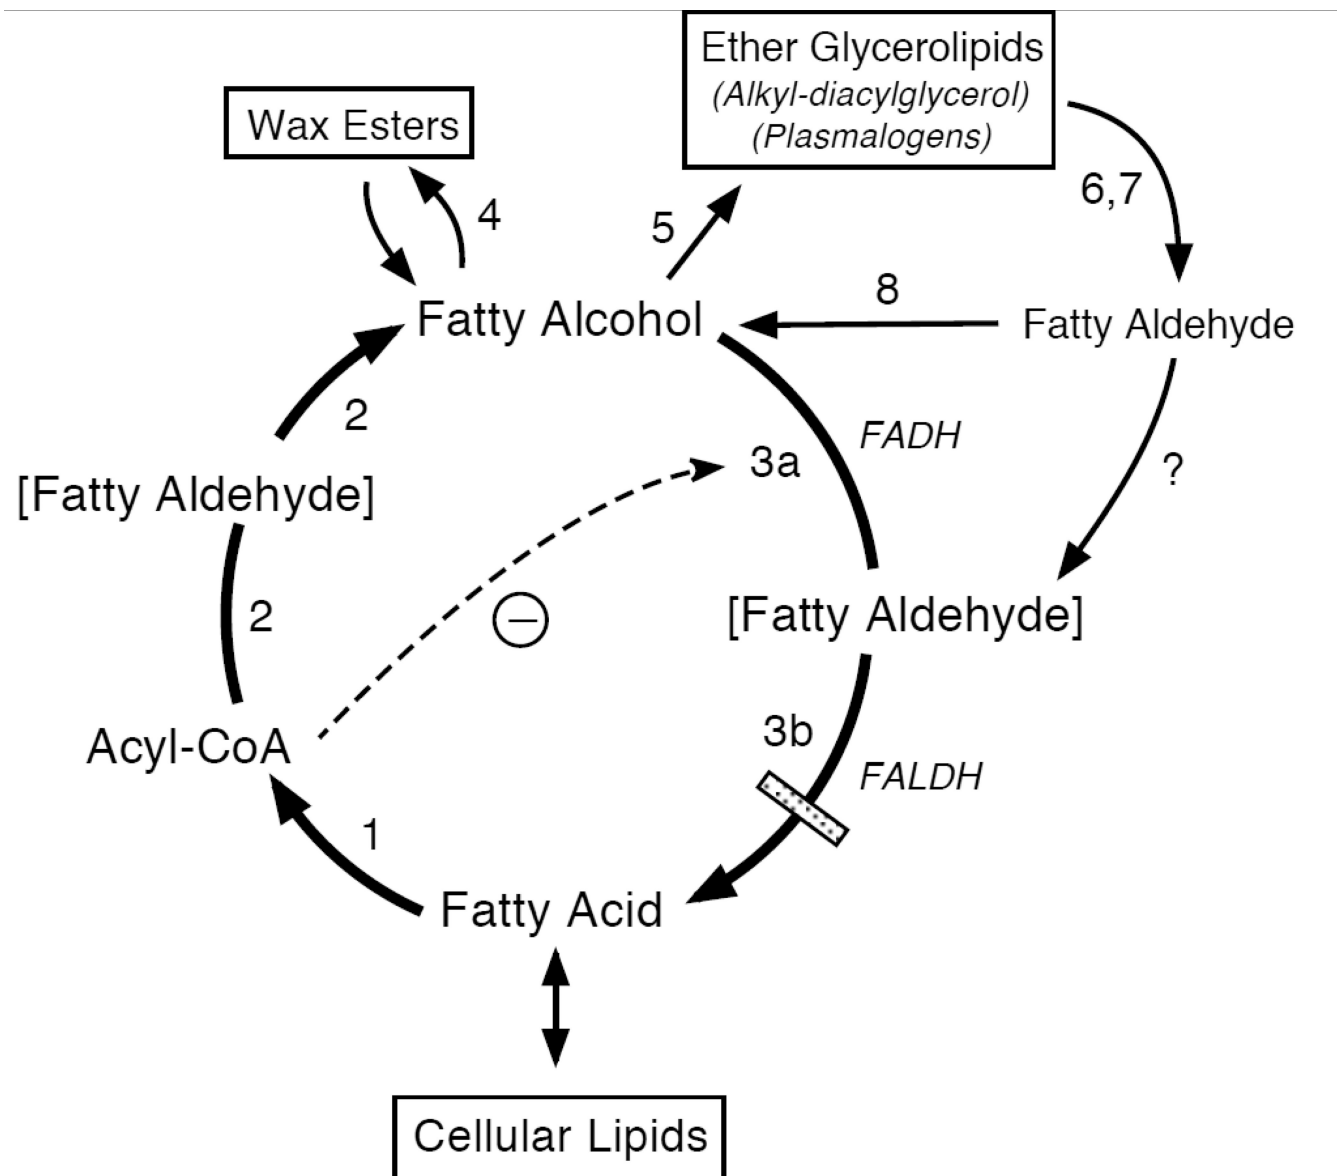 Ether Glycerolipids
(Alkyl-diacylglycerol)
(Plasmalogens)
Wax Esters
6,7
4
5
8
Fatty Alcohol
Fatty Aldehyde
2
FADH
3a
?
[Fatty Aldehyde]
2
−
[Fatty Aldehyde]
3b
Acyl-CoA
FALDH
1
Fatty Acid
Cellular Lipids